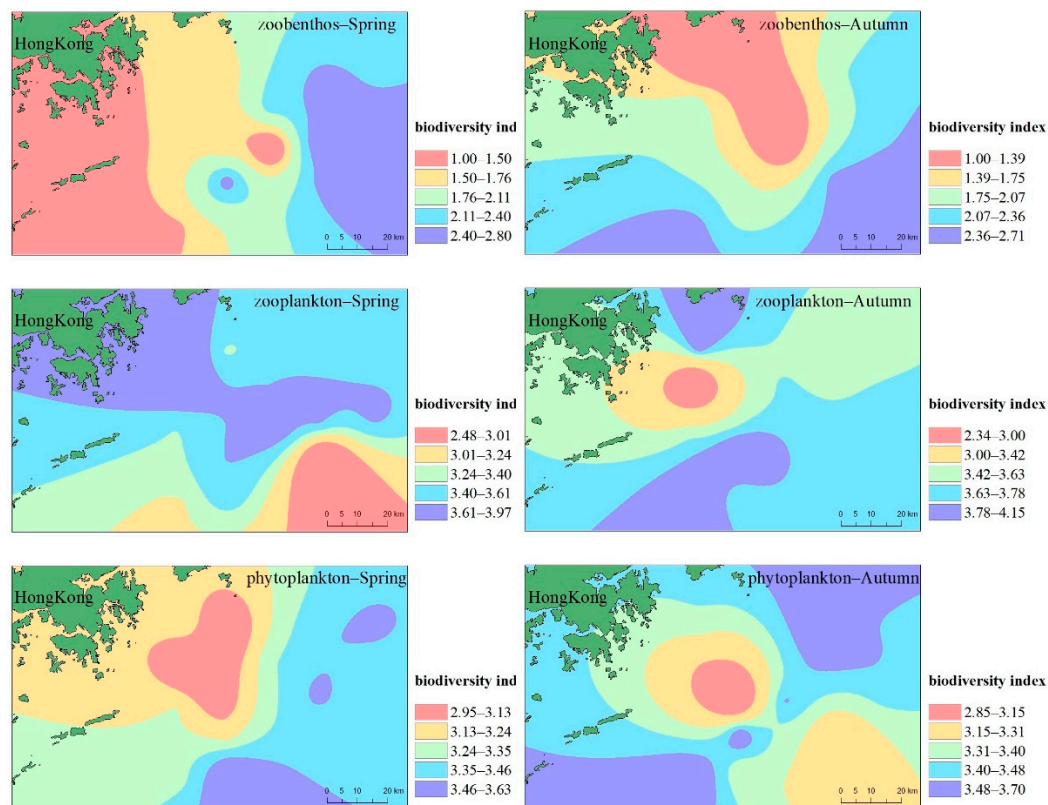 zoobenthos–Spring
HongKong
biodiversity ind
1.00–1.50
1.50–1.76
1.76–2.11
2.11–2.40
2.40–2.80
0 5 10 20 km
zoobenthos–Autumn
HongKong
biodiversity index
1.00–1.39
1.39–1.75
1.75–2.07
2.07–2.36
2.36–2.71
0 5 10 20 km
zooplankton–Spring
HongKong
biodiversity ind
2.48–3.01
3.01–3.24
3.24–3.40
3.40–3.61
3.61–3.97
0 5 10 20 km
zooplankton–Autumn
HongKong
biodiversity index
2.34–3.00
3.00–3.42
3.42–3.63
3.63–3.78
3.78–4.15
0 5 10 20 km
phytoplankton–Spring
HongKong
biodiversity ind
2.95–3.13
3.13–3.24
3.24–3.35
3.35–3.46
3.46–3.63
0 5 10 20 km
phytoplankton–Autumn
HongKong
biodiversity index
2.85–3.15
3.15–3.31
3.31–3.40
3.40–3.48
3.48–3.70
0 5 10 20 km